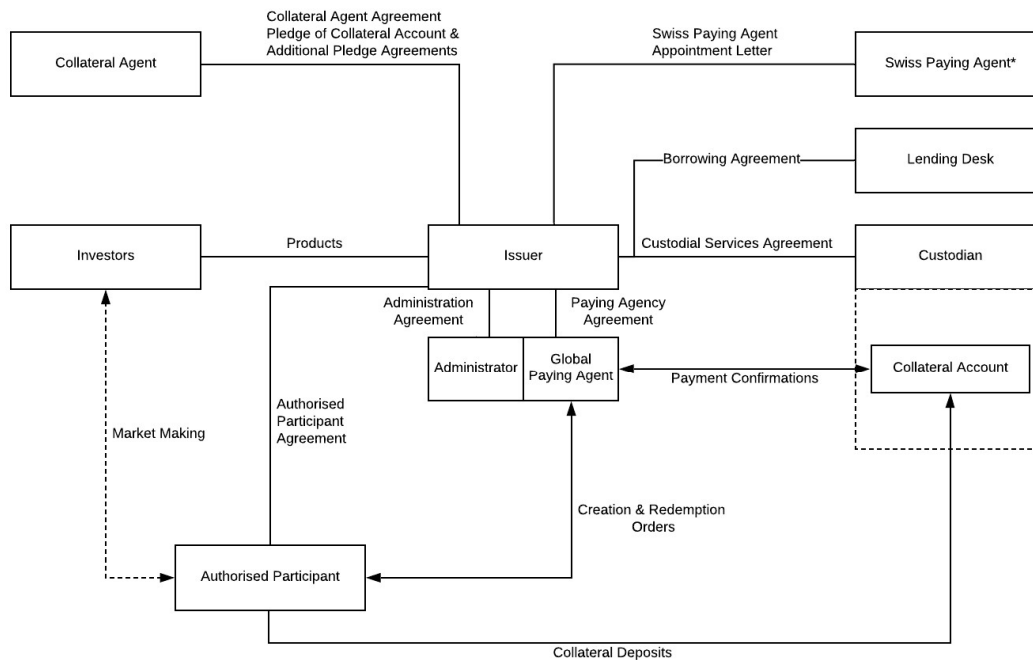 Collateral Agent Agreement
Pledge of Collateral Account &
Additional Pledge Agreements
Swiss Paying Agent
Appointment Letter
Collateral Agent
Swiss Paying Agent*
Borrowing Agreement
Lending Desk
Investors
Products
Issuer
Custodial Services Agreement
Custodian
Administration
Agreement
Paying Agency
Agreement
Administrator
Global
Paying Agent
Payment Confirmations
Collateral Account
Authorised
Participant
Agreement
Market Making
Creation & Redemption
Orders
Authorised Participant
Collateral Deposits